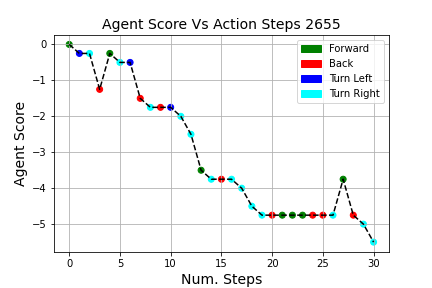 Agent Score Vs Action Steps 2655
Agent Score
0
−1
−2
−3
−4
−5
Forward
Back
Turn Left
Turn Right
0 5 10 15 20 25 30
Num. Steps